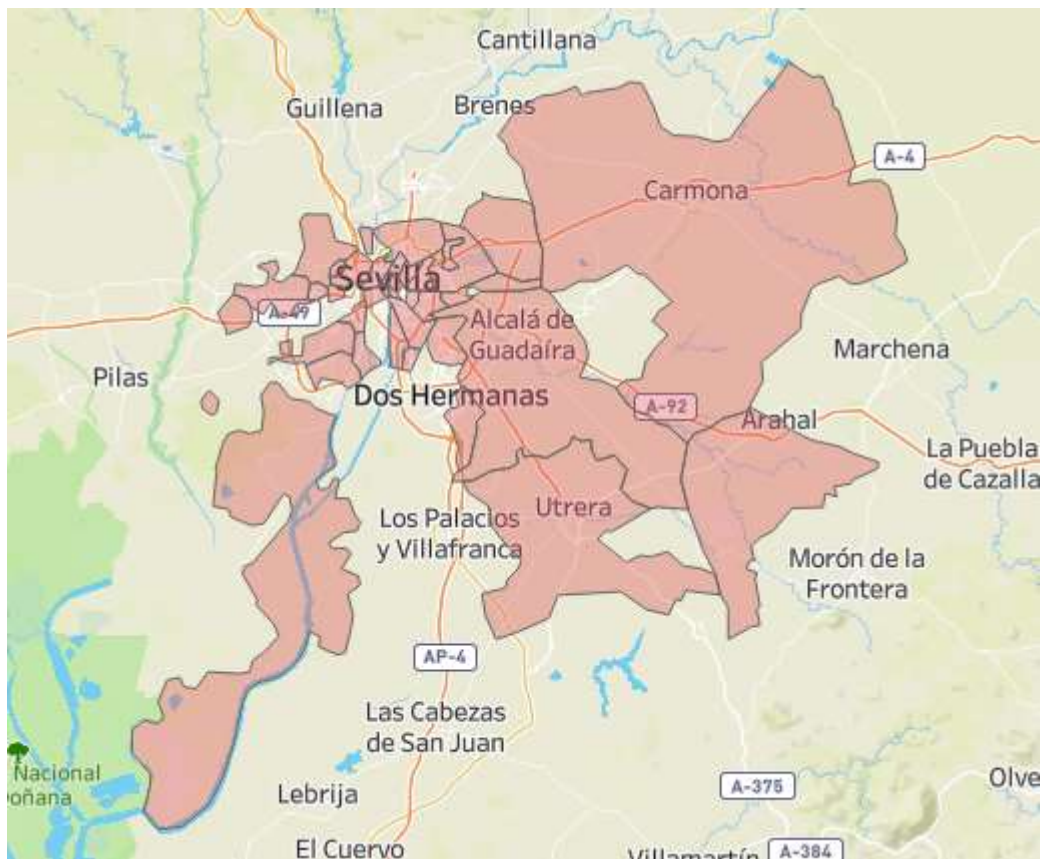 Cantillana
Guillena
Brenes
A-4
Carmona
Sevilla
A-49
Alcalá de
Guadaíra
Marchena
Pilas
Dos Hermanas
A-92
Arahal
La Puebla
de Cazalla
Utrera
Los Palacios
y Villafranca
Morón de la
Frontera
AP-4
Las Cabezas
de San Juan
Nacional
oñana
A-375
Olve
Lebrija
El Cuervo
Villamartín
A-384